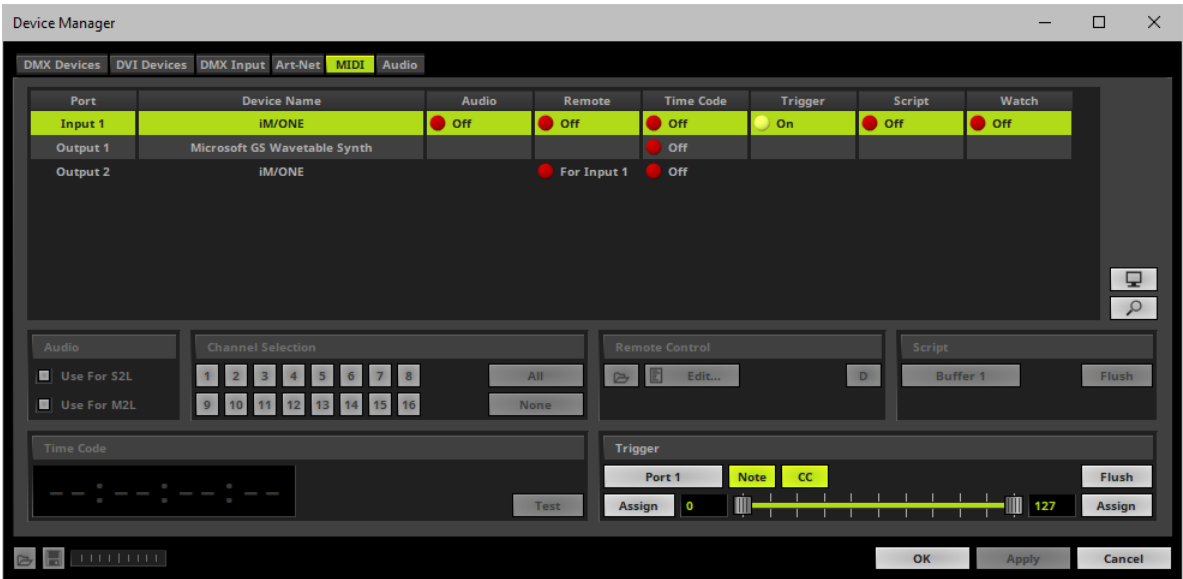 Device Manager
DMX Devices DVI Devices DMX Input Art-Net MIDI Audio
Port Device Name Audio Remote Time Code Trigger Script Watch
Input 1 iM/ONE Off Off Off On Off Off
Output 1 Microsoft GS Wavetable Synth Off
Output 2 iM/ONE For Input 1 Off
Audio Channel Selection Remote Control Script
Use For S2L 1 2 3 4 5 6 7 8 All Edit... D Buffer 1 Flush
Use For M2L 9 10 11 12 13 14 15 16 None
Time Code Trigger
--:--:--:-- Port 1 Note CC Flush
Test Assign 0 127 Assign
OK Apply Cancel